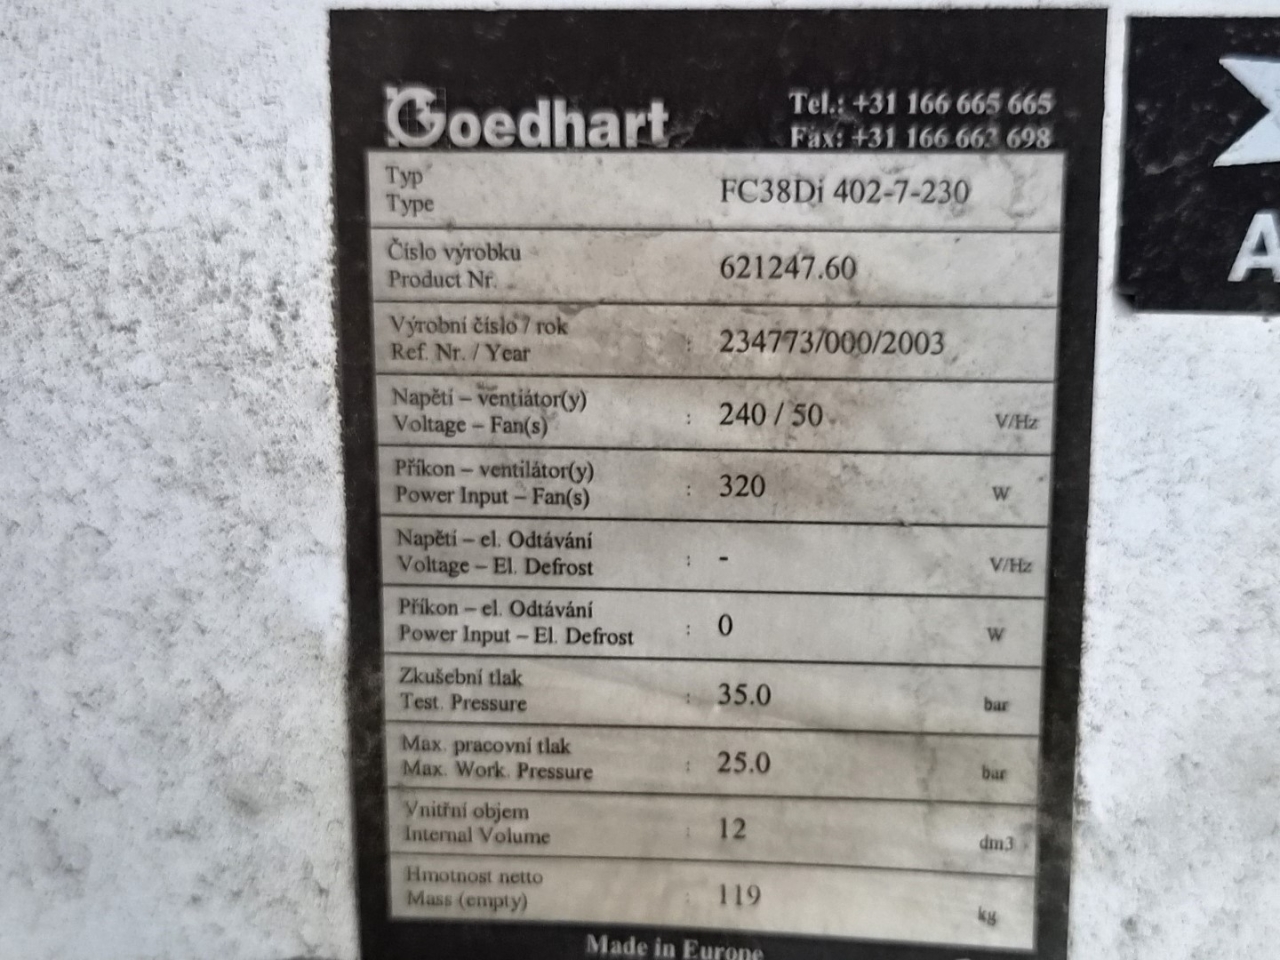 Goedhart
Tel.: +31 166 665 665
Fax: +31 166 663 698
Typ
Type
FC38Di 402-7-230
Číslo výrobku
Product Nr.
621247.60
Výrobní číslo / rok
Ref. Nr. / Year : 234773/000/2003
Napětí – ventiátor(y)
Voltage – Fan(s) : 240 / 50 V/Hz
Příkon – ventilátor(y)
Power Input – Fan(s) : 320 W
Napětí – el. Odtávání
Voltage – El. Defrost : - V/Hz
Příkon – el. Odtávání
Power Input – El. Defrost : 0 W
Zkušební tlak
Test. Pressure : 35.0 bar
Max. pracovní tlak
Max. Work. Pressure : 25.0 bar
Vnitřní objem
Internal Volume : 12 dm3
Hmotnost netto
Mass (empty) : 119 kg
Made in Europe